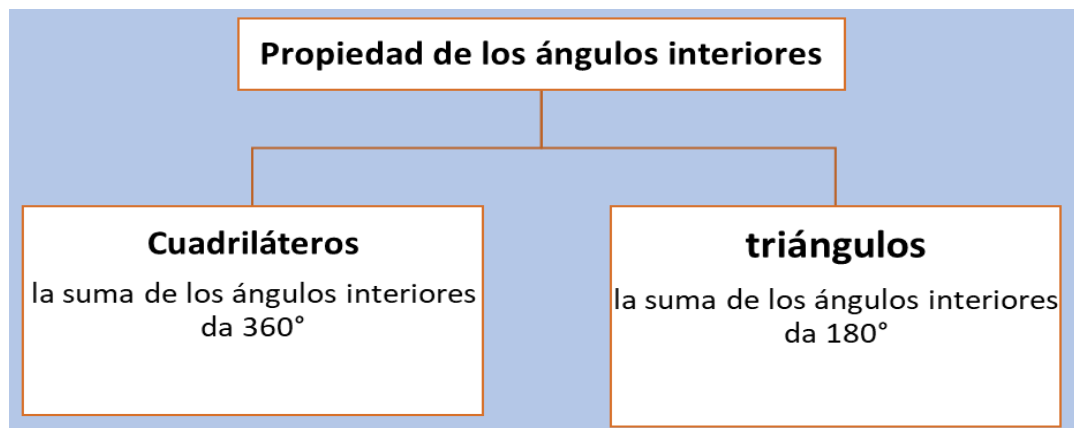 Propiedad de los ángulos interiores
Cuadriláteros
la suma de los ángulos interiores
da 360°
triángulos
la suma de los ángulos interiores
da 180°